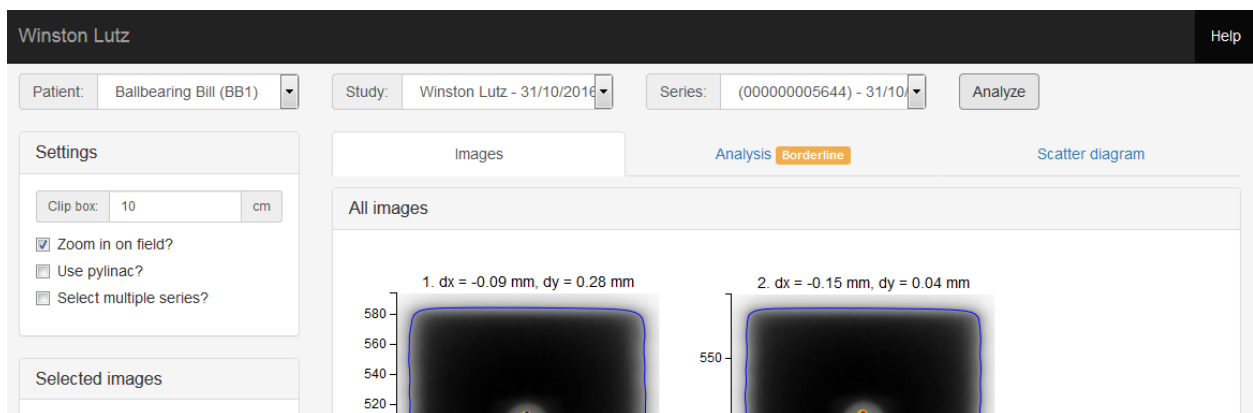 Winston Lutz Help
Patient: Ballbearing Bill (BB1) Study: Winston Lutz - 31/10/2016 Series: (000000005644) - 31/10/ Analyze
Settings
Images Analysis Borderline Scatter diagram
Clip box: 10 cm
All images
Zoom in on field?
Use pylinac?
Select multiple series?
1. dx = -0.09 mm, dy = 0.28 mm
2. dx = -0.15 mm, dy = 0.04 mm
580
560
540
520
550
Selected images